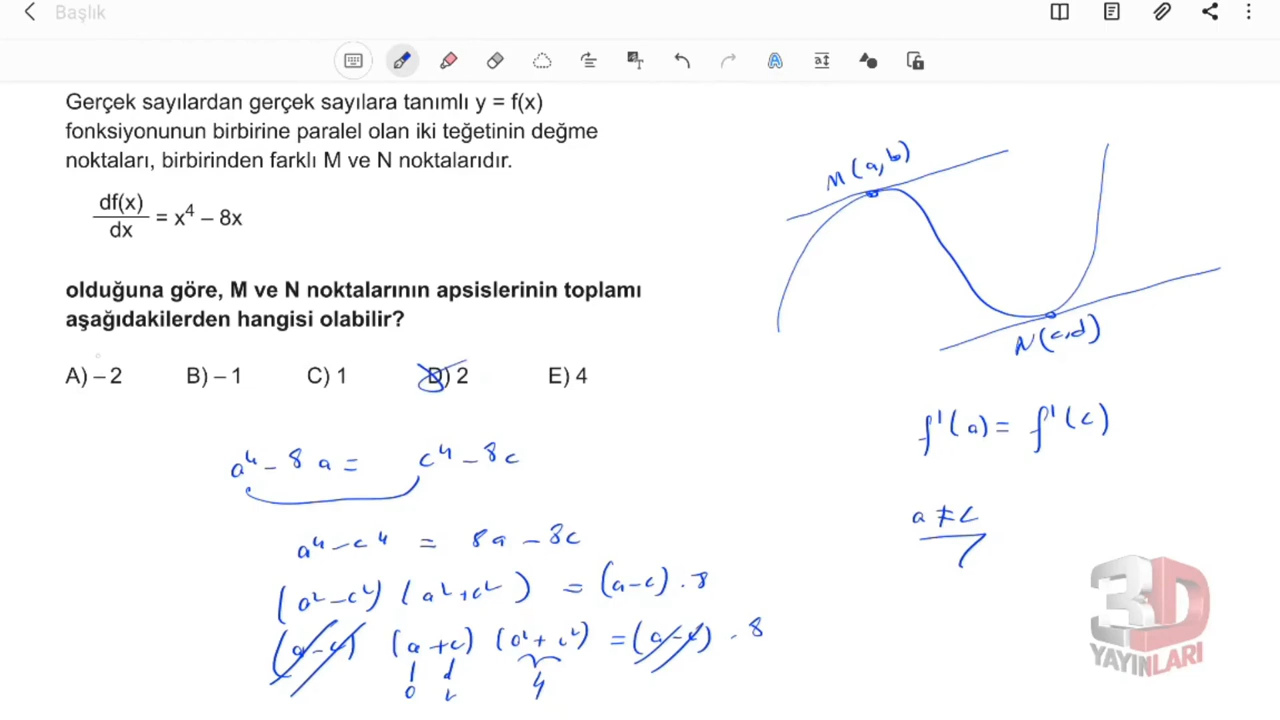 Başlık
Gerçek sayılardan gerçek sayılara tanımlı y = f(x)
fonksiyonunun birbirine paralel olan iki teğetinin değme
noktaları, birbirinden farklı M ve N noktalarıdır.
df(x)/dx = x⁴ – 8x
olduğuna göre, M ve N noktalarının apsislerinin toplamı
aşağıdakilerden hangisi olabilir?
A) – 2 B) – 1 C) 1 D) 2 E) 4
M(a,b)
N(c,d)
f'(a) = f'(c)
a ≠ c
a⁴ - 8a = c⁴ - 8c
a⁴ - c⁴ = 8a - 8c
(a² - c²) (a² + c²) = (a-c) . 8
(a-c) (a+c) (a² + c²) = (a-c) . 8
0 2 4
3D
YAYINLARI